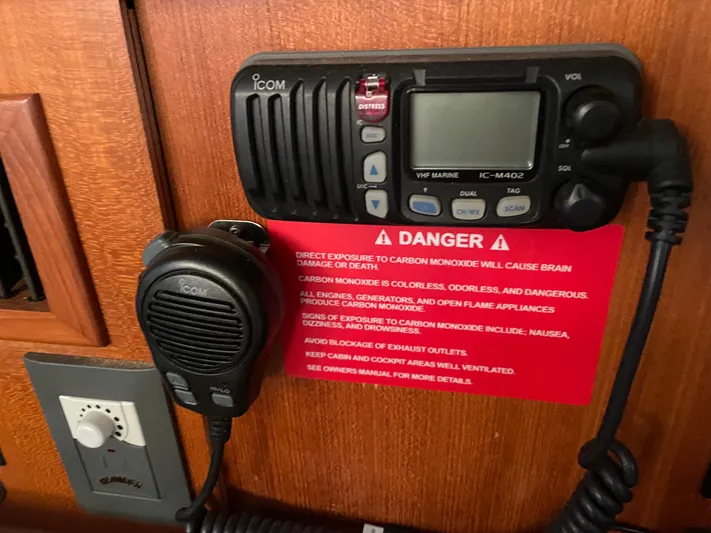 ICOM
DISTRESS
VOL
OFF
SQL
DSC
U/C
VHF MARINE IC-M402
DUAL TAG
CH/WX SCAN
DANGER
DIRECT EXPOSURE TO CARBON MONOXIDE WILL CAUSE BRAIN
DAMAGE OR DEATH.
CARBON MONOXIDE IS COLORLESS, ODORLESS, AND DANGEROUS.
ALL ENGINES, GENERATORS, AND OPEN FLAME APPLIANCES
PRODUCE CARBON MONOXIDE.
SIGNS OF EXPOSURE TO CARBON MONOXIDE INCLUDE; NAUSEA,
DIZZINESS, AND DROWSINESS.
AVOID BLOCKAGE OF EXHAUST OUTLETS.
KEEP CABIN AND COCKPIT AREAS WELL VENTILATED.
SEE OWNERS MANUAL FOR MORE DETAILS.
ICOM
HI/LO